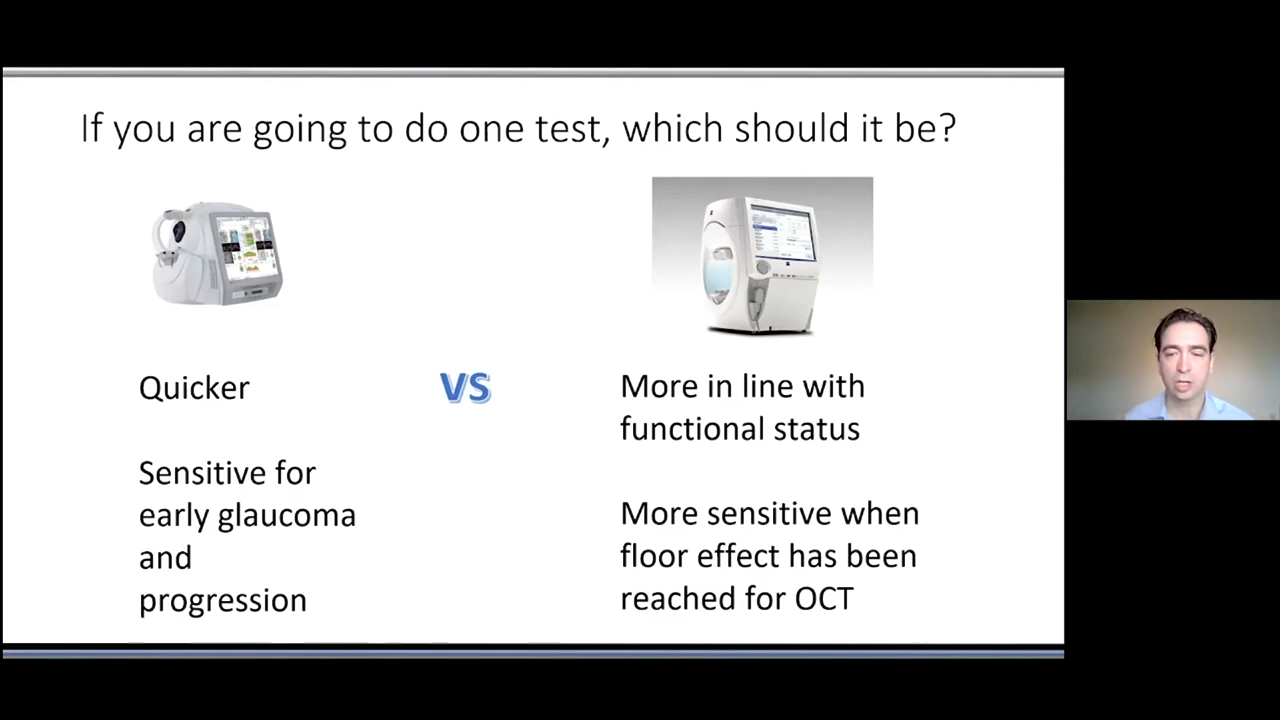 If you are going to do one test, which should it be?
Quicker
Sensitive for
early glaucoma
and
progression
VS
More in line with
functional status
More sensitive when
floor effect has been
reached for OCT